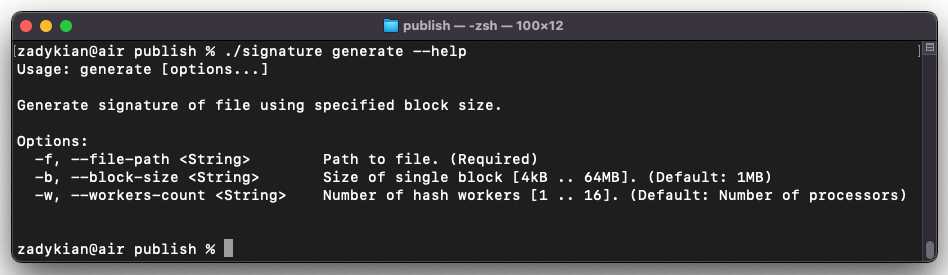 publish — -zsh — 100×12
[zadykian@air publish % ./signature generate --help ]
Usage: generate [options...]
Generate signature of file using specified block size.
Options:
-f, --file-path <String> Path to file. (Required)
-b, --block-size <String> Size of single block [4kB .. 64MB]. (Default: 1MB)
-w, --workers-count <String> Number of hash workers [1 .. 16]. (Default: Number of processors)
zadykian@air publish %